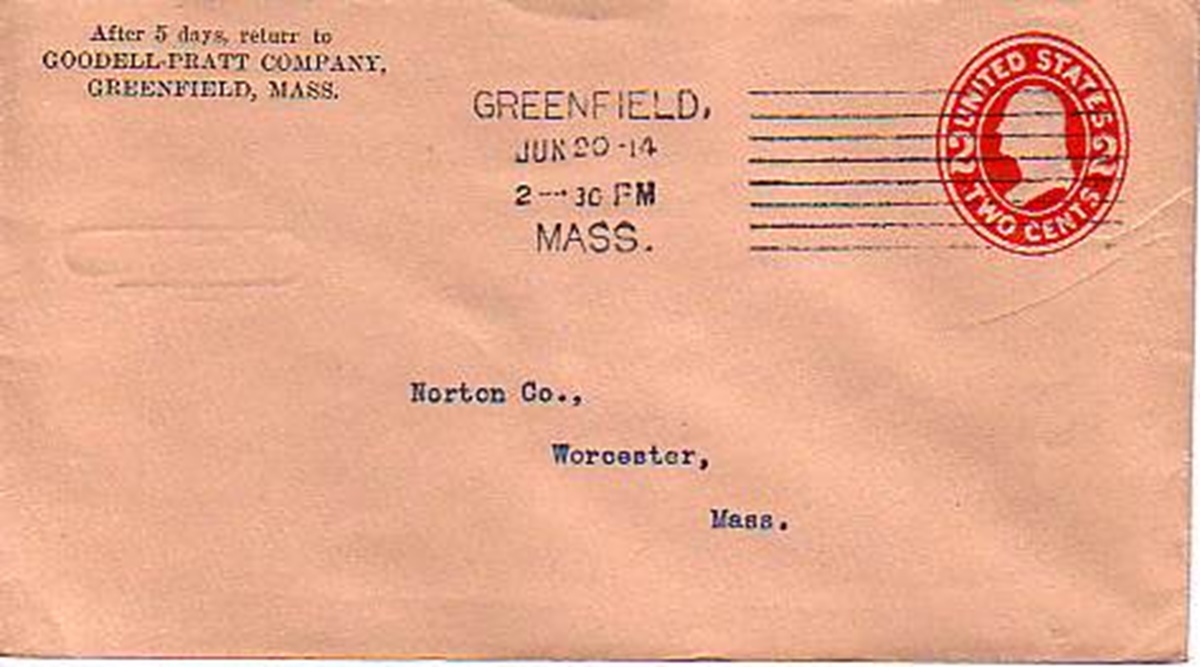 After 5 days, return to
GOODELL-PRATT COMPANY,
GREENFIELD, MASS.
GREENFIELD,
JUN 20 -14
2 -- 30 PM
MASS.
UNITED STATES
2 2
TWO CENTS
Norton Co.,
Worcester,
Mass.